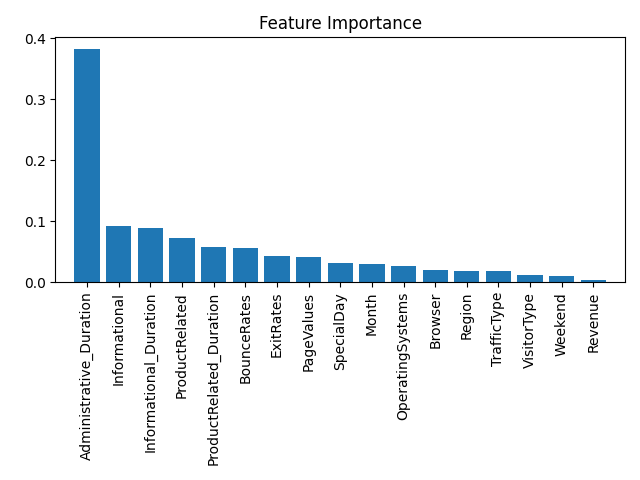 Feature Importance
0.4
0.3
0.2
0.1
0.0
Administrative_Duration
Informational
Informational_Duration
ProductRelated
ProductRelated_Duration
BounceRates
ExitRates
PageValues
SpecialDay
Month
OperatingSystems
Browser
Region
TrafficType
VisitorType
Weekend
Revenue